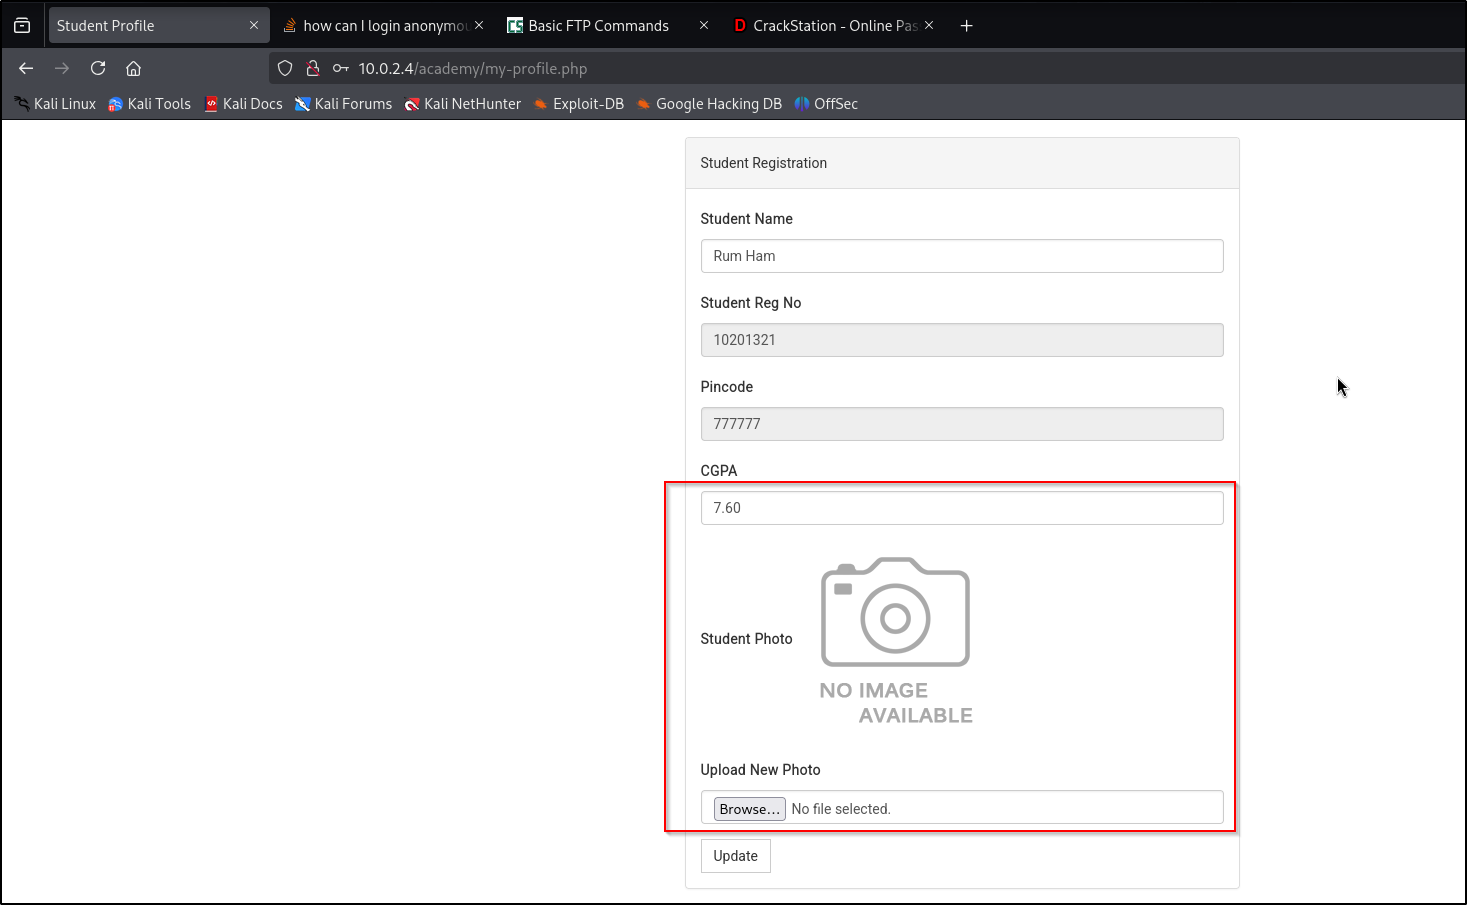 Student Profile
how can I login anonymou
Basic FTP Commands
CrackStation - Online Pas
10.0.2.4/academy/my-profile.php
Kali Linux
Kali Tools
Kali Docs
Kali Forums
Kali NetHunter
Exploit-DB
Google Hacking DB
OffSec
Student Registration
Student Name
Rum Ham
Student Reg No
10201321
Pincode
777777
CGPA
7.60
Student Photo
NO IMAGE
AVAILABLE
Upload New Photo
Browse... No file selected.
Update